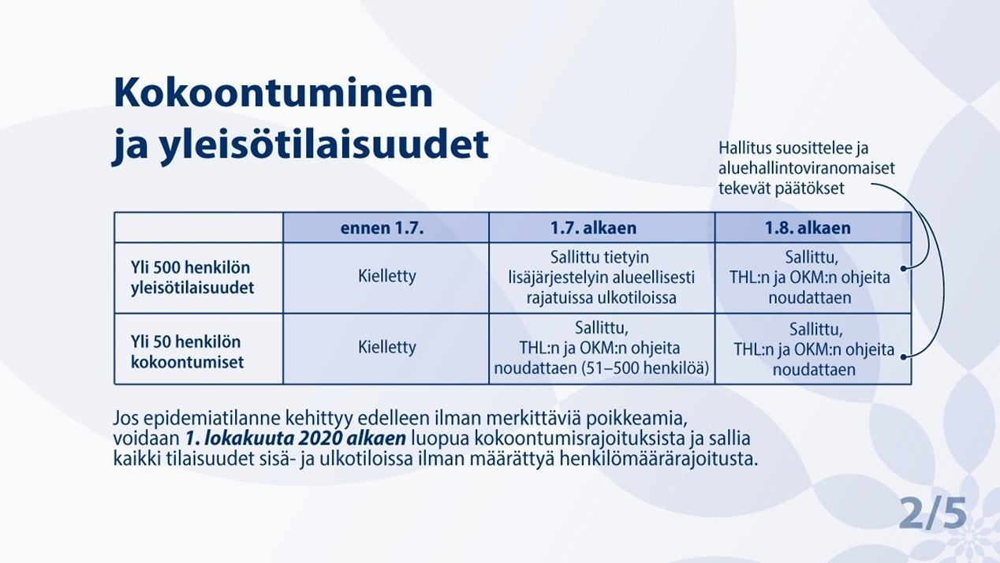 Kokoontuminen
ja yleisötilaisuudet
Hallitus suosittelee ja
aluehallintoviranomaiset
tekevät päätökset
ennen 1.7.
1.7. alkaen
1.8. alkaen
Yli 500 henkilön
yleisötilaisuudet
Kielletty
Sallittu tietyin
lisäjärjestelyin alueellisesti
rajatuissa ulkotiloissa
Sallittu,
THL:n ja OKM:n ohjeita
noudattaen
Yli 50 henkilön
kokoontumiset
Kielletty
Sallittu,
THL:n ja OKM:n ohjeita
noudattaen (51–500 henkilöä)
Sallittu,
THL:n ja OKM:n ohjeita
noudattaen
Jos epidemiatilanne kehittyy edelleen ilman merkittäviä poikkeamia,
voidaan 1. lokakuuta 2020 alkaen luopua kokoontumisrajoituksista ja sallia
kaikki tilaisuudet sisä- ja ulkotiloissa ilman määrättyä henkilömäärärajoitusta.
2/5